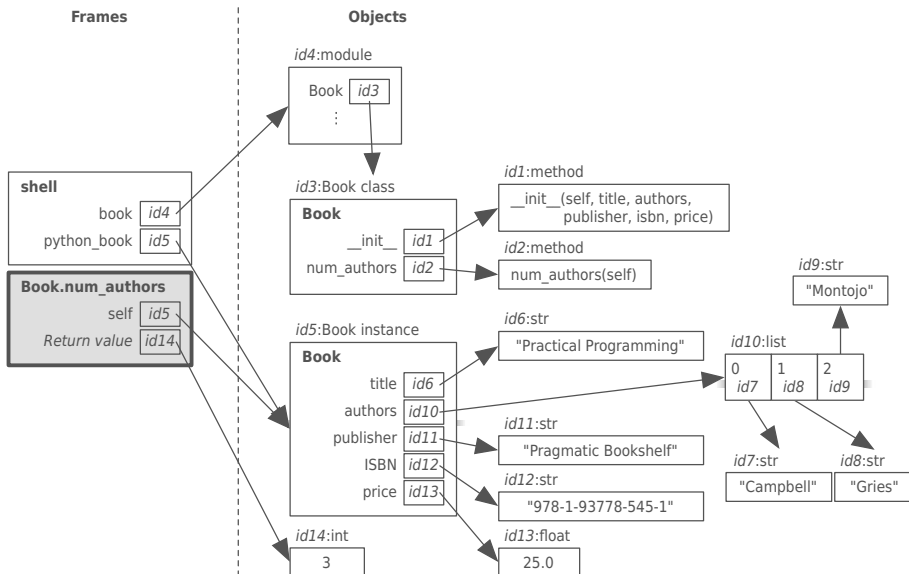 Frames
Objects
id4:module
Book id3
⋮
shell
book id4
python_book id5
Book.num_authors
self id5
Return value id14
id3:Book class
Book
__init__ id1
num_authors id2
id1:method
__init__(self, title, authors,
publisher, isbn, price)
id2:method
num_authors(self)
id5:Book instance
Book
title id6
authors id10
publisher id11
ISBN id12
price id13
id6:str
"Practical Programming"
id9:str
"Montojo"
id10:list
0 1 2
id7 id8 id9
id11:str
"Pragmatic Bookshelf"
id7:str
"Campbell"
id8:str
"Gries"
id12:str
"978-1-93778-545-1"
id14:int
3
id13:float
25.0